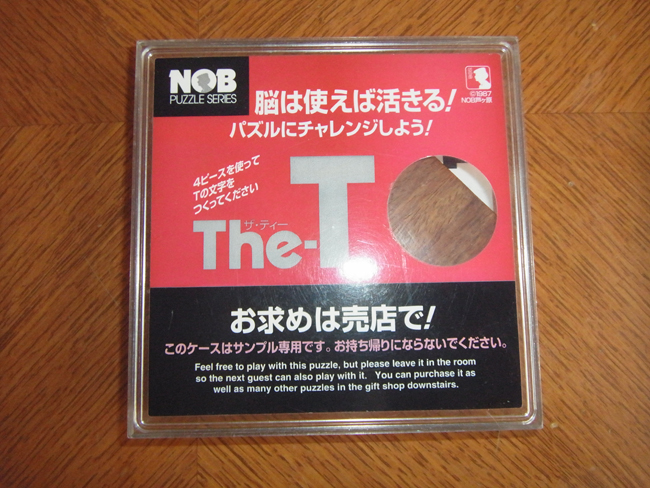 NOB
PUZZLE SERIES
©1987
NOB芦ヶ原
脳は使えば活きる!
パズルにチャレンジしよう!
4ピースを使って
Tの文字を
つくってください
ザ・ティー
The-T
お求めは売店で!
このケースはサンプル専用です。お持ち帰りにならないでください。
Feel free to play with this puzzle, but please leave it in the room
so the next guest can also play with it. You can purchase it as
well as many other puzzles in the gift shop downstairs.